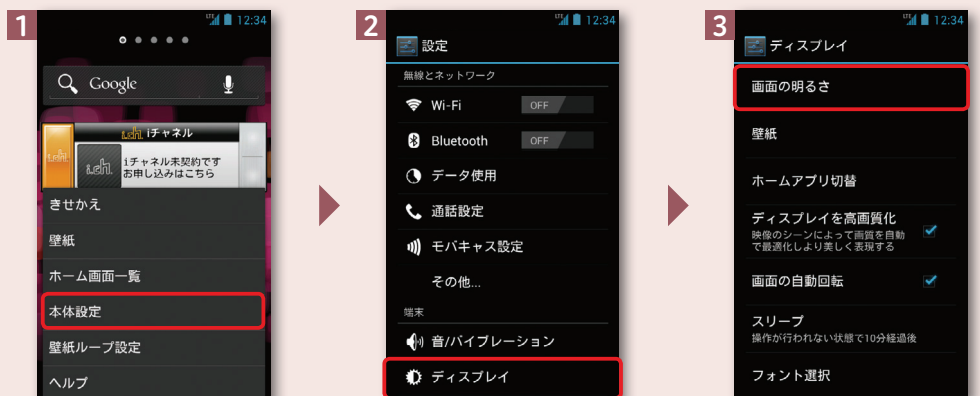 1
LTE 12:34
Google
i.ch. iチャネル
i.ch.
i.ch.
iチャネル未契約です
お申し込みはこちら
きせかえ
壁紙
ホーム画面一覧
本体設定
壁紙ループ設定
ヘルプ
2
LTE 12:34
設定
無線とネットワーク
Wi-Fi OFF
Bluetooth OFF
データ使用
通話設定
モバキャス設定
その他...
端末
音/バイブレーション
ディスプレイ
3
LTE 12:34
ディスプレイ
画面の明るさ
壁紙
ホームアプリ切替
ディスプレイを高画質化
映像のシーンによって画質を自動
で最適化しより美しく表現する
画面の自動回転
スリープ
操作が行われない状態で10分経過後
フォント選択